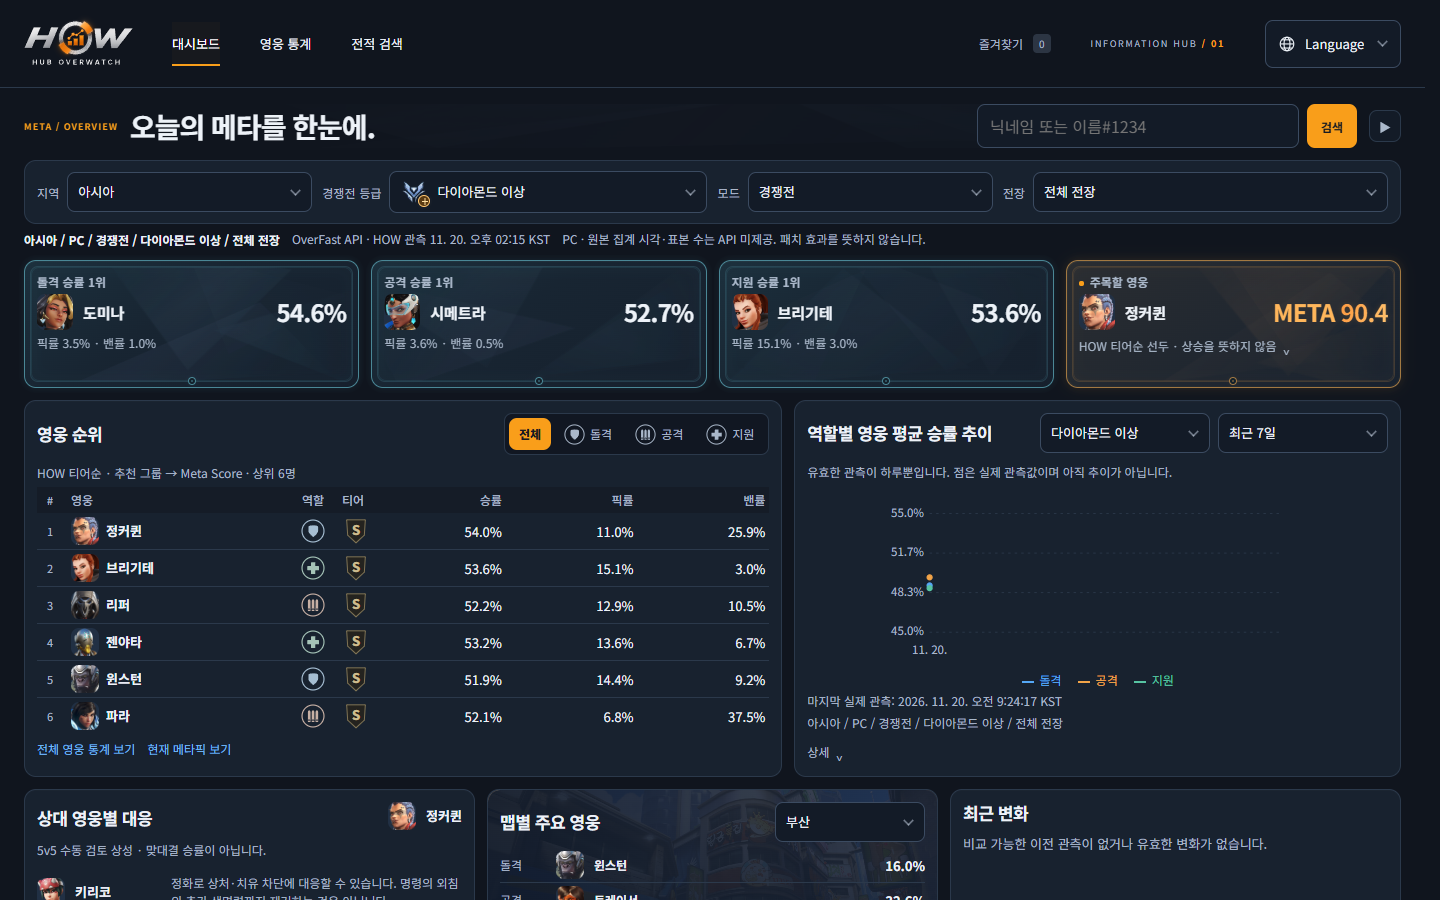 HOW
HUB OVERWATCH
대시보드
영웅 통계
전적 검색
즐겨찾기 0
INFORMATION HUB / 01
Language
META / OVERVIEW
오늘의 메타를 한눈에.
닉네임 또는 이름#1234
검색
지역
아시아
경쟁전 등급
다이아몬드 이상
모드
경쟁전
전장
전체 전장
아시아 / PC / 경쟁전 / 다이아몬드 이상 / 전체 전장 OverFast API · HOW 관측 11. 20. 오후 02:15 KST PC · 원본 집계 시각·표본 수는 API 미제공. 패치 효과를 뜻하지 않습니다.
돌격 승률 1위
도미나
54.6%
픽률 3.5% · 밴률 1.0%
공격 승률 1위
시메트라
52.7%
픽률 3.6% · 밴률 0.5%
지원 승률 1위
브리기테
53.6%
픽률 15.1% · 밴률 3.0%
주목할 영웅
정커퀸
META 90.4
HOW 티어순 선두 · 상승을 뜻하지 않음
영웅 순위
전체 돌격 공격 지원
HOW 티어순 · 추천 그룹 → Meta Score · 상위 6명
# 영웅 역할 티어 승률 픽률 밴률
1 정커퀸 S 54.0% 11.0% 25.9%
2 브리기테 S 53.6% 15.1% 3.0%
3 리퍼 S 52.2% 12.9% 10.5%
4 젠야타 S 53.2% 13.6% 6.7%
5 윈스턴 S 51.9% 14.4% 9.2%
6 파라 S 52.1% 6.8% 37.5%
전체 영웅 통계 보기 현재 메타픽 보기
역할별 영웅 평균 승률 추이
다이아몬드 이상
최근 7일
유효한 관측이 하루뿐입니다. 점은 실제 관측값이며 아직 추이가 아닙니다.
55.0%
51.7%
48.3%
45.0%
11. 20.
돌격 공격 지원
마지막 실제 관측: 2026. 11. 20. 오전 9:24:17 KST
아시아 / PC / 경쟁전 / 다이아몬드 이상 / 전체 전장
상세
상대 영웅별 대응
정커퀸
5v5 수동 검토 상성 · 맞대결 승률이 아닙니다.
키리코
정화로 상처·치유 차단에 대응할 수 있습니다. 명령의 외침
맵별 주요 영웅
부산
돌격 윈스턴 16.0%
공격 트레이서 22.6%
최근 변화
비교 가능한 이전 관측이 없거나 유효한 변화가 없습니다.